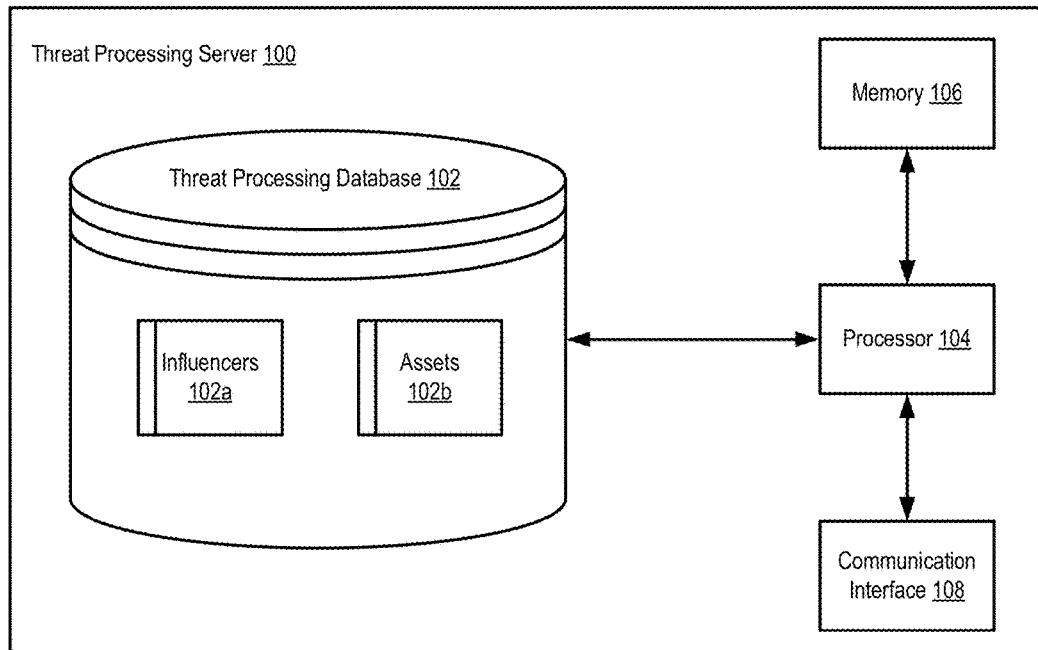 Threat Processing Server 100
Memory 106
Threat Processing Database 102
Processor 104
Influencers
102a
Assets
102b
Communication
Interface 108